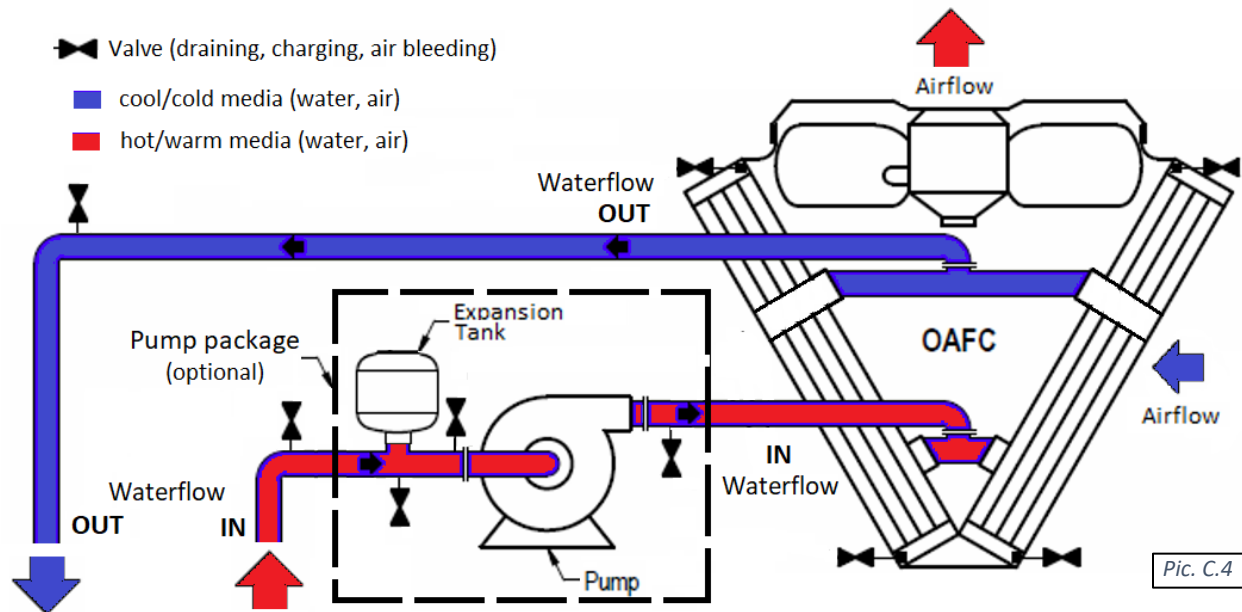 Valve (draining, charging, air bleeding)
cool/cold media (water, air)
hot/warm media (water, air)
Airflow
Waterflow
OUT
Expansion
Tank
Pump package
(optional)
OAFC
Airflow
IN
Waterflow
Waterflow
OUT
IN
Pump
Pic. C.4